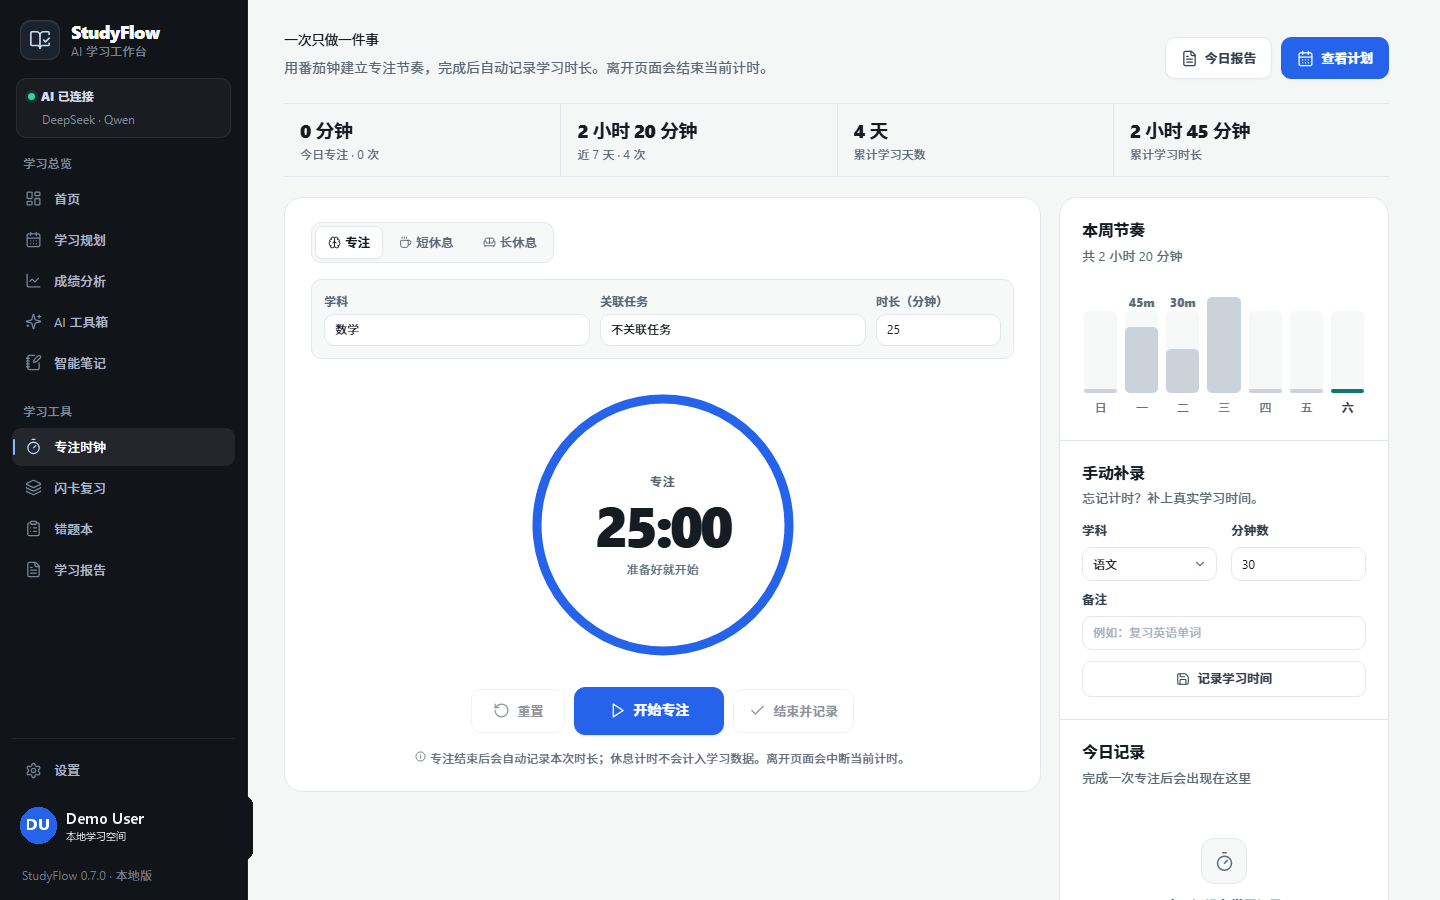 StudyFlow
AI 学习工作台
AI 已连接
DeepSeek · Qwen
学习总览
首页
学习规划
成绩分析
AI 工具箱
智能笔记
学习工具
专注时钟
闪卡复习
错题本
学习报告
设置
DU
Demo User
本地学习空间
StudyFlow 0.7.0 · 本地版
一次只做一件事
用番茄钟建立专注节奏，完成后自动记录学习时长。离开页面会结束当前计时。
今日报告
查看计划
0 分钟
今日专注 · 0 次
2 小时 20 分钟
近 7 天 · 4 次
4 天
累计学习天数
2 小时 45 分钟
累计学习时长
专注
短休息
长休息
学科
关联任务
时长（分钟）
数学
不关联任务
25
专注
25:00
准备好就开始
重置
开始专注
结束并记录
专注结束后会自动记录本次时长；休息计时不会计入学习数据。离开页面会中断当前计时。
本周节奏
共 2 小时 20 分钟
45m 30m
日 一 二 三 四 五 六
手动补录
忘记计时？补上真实学习时间。
学科
分钟数
语文
30
备注
例如：复习英语单词
记录学习时间
今日记录
完成一次专注后会出现在这里